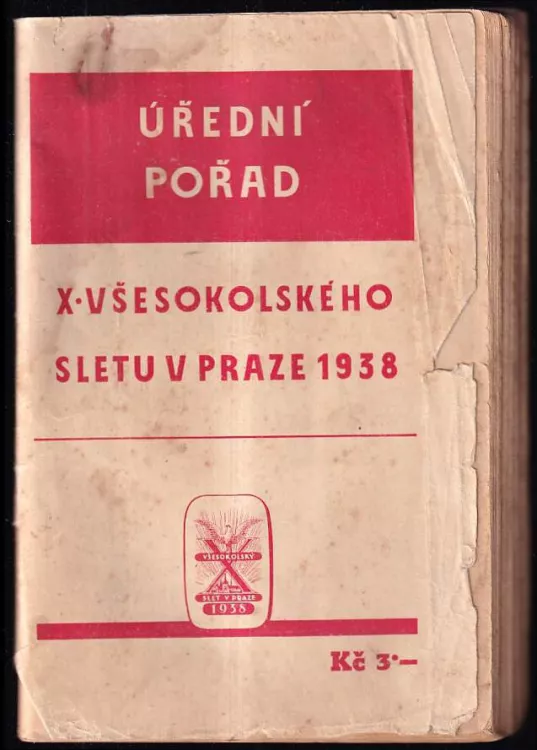 ÚŘEDNÍ
POŘAD
X·VŠESOKOLSKÉHO
SLETU V PRAZE 1938
VŠESOKOLSKÝ
X
SLET V PRAZE
1938
Kč 3·—